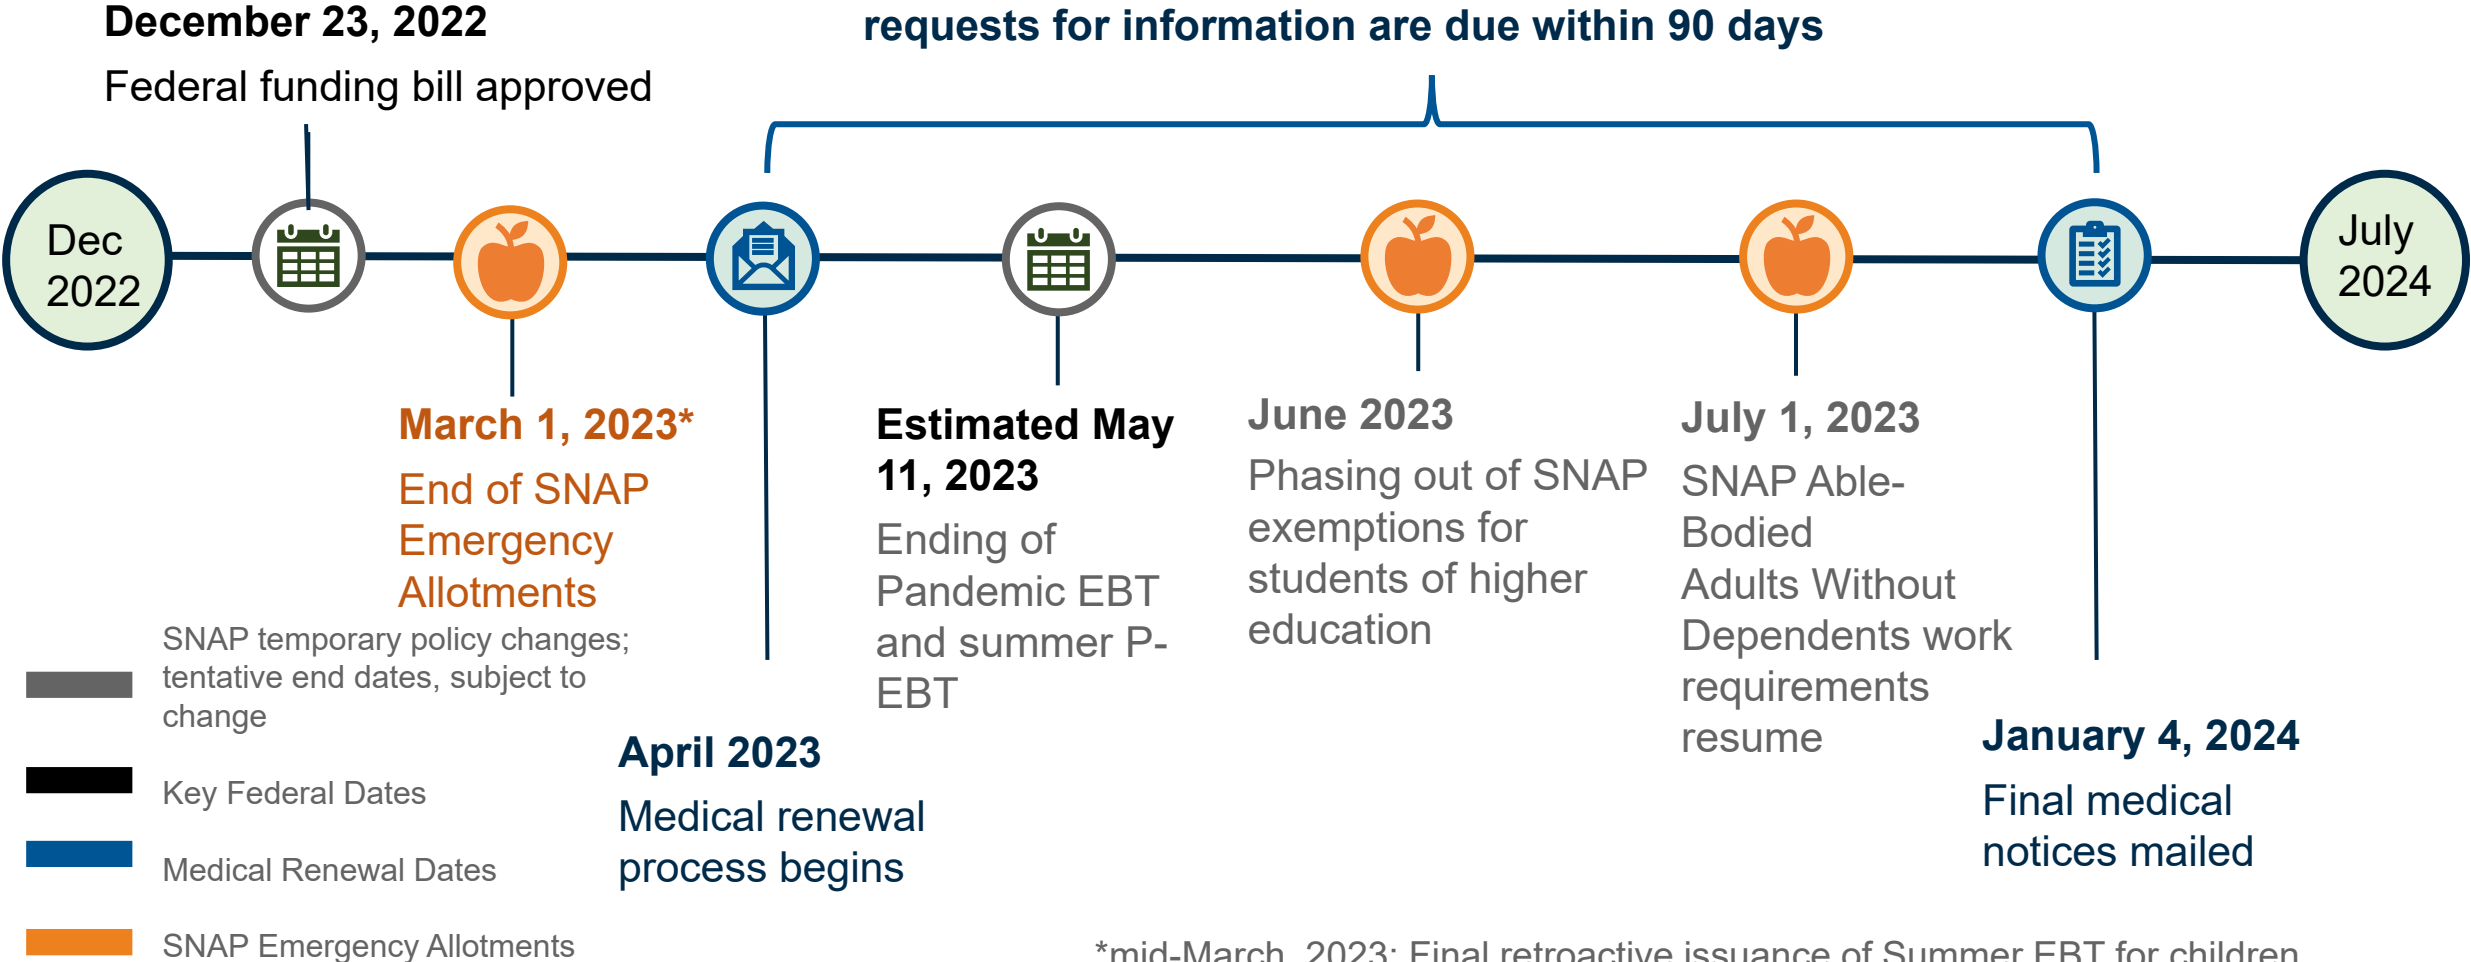 December 23, 2022
Federal funding bill approved
requests for information are due within 90 days
Dec
2022
July
2024
March 1, 2023*
End of SNAP
Emergency
Allotments
April 2023
Medical renewal
process begins
Estimated May
11, 2023
Ending of
Pandemic EBT
and summer P-
EBT
June 2023
Phasing out of SNAP
exemptions for
students of higher
education
July 1, 2023
SNAP Able-
Bodied
Adults Without
Dependents work
requirements
resume
January 4, 2024
Final medical
notices mailed
SNAP temporary policy changes;
tentative end dates, subject to
change
Key Federal Dates
Medical Renewal Dates
SNAP Emergency Allotments
*mid-March, 2023: Final retroactive issuance of Summer EBT for children